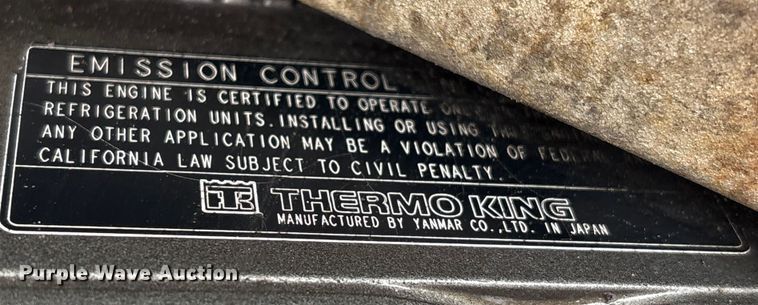 EMISSION CONTROL
THIS ENGINE IS CERTIFIED TO OPERATE
REFRIGERATION UNITS. INSTALLING OR USING
ANY OTHER APPLICATION MAY BE A VIOLATION OF FEDERAL
CALIFORNIA LAW SUBJECT TO CIVIL PENALTY.
TK THERMO KING
MANUFACTURED BY YANMAR CO.,LTD. IN JAPAN
Purple Wave Auction